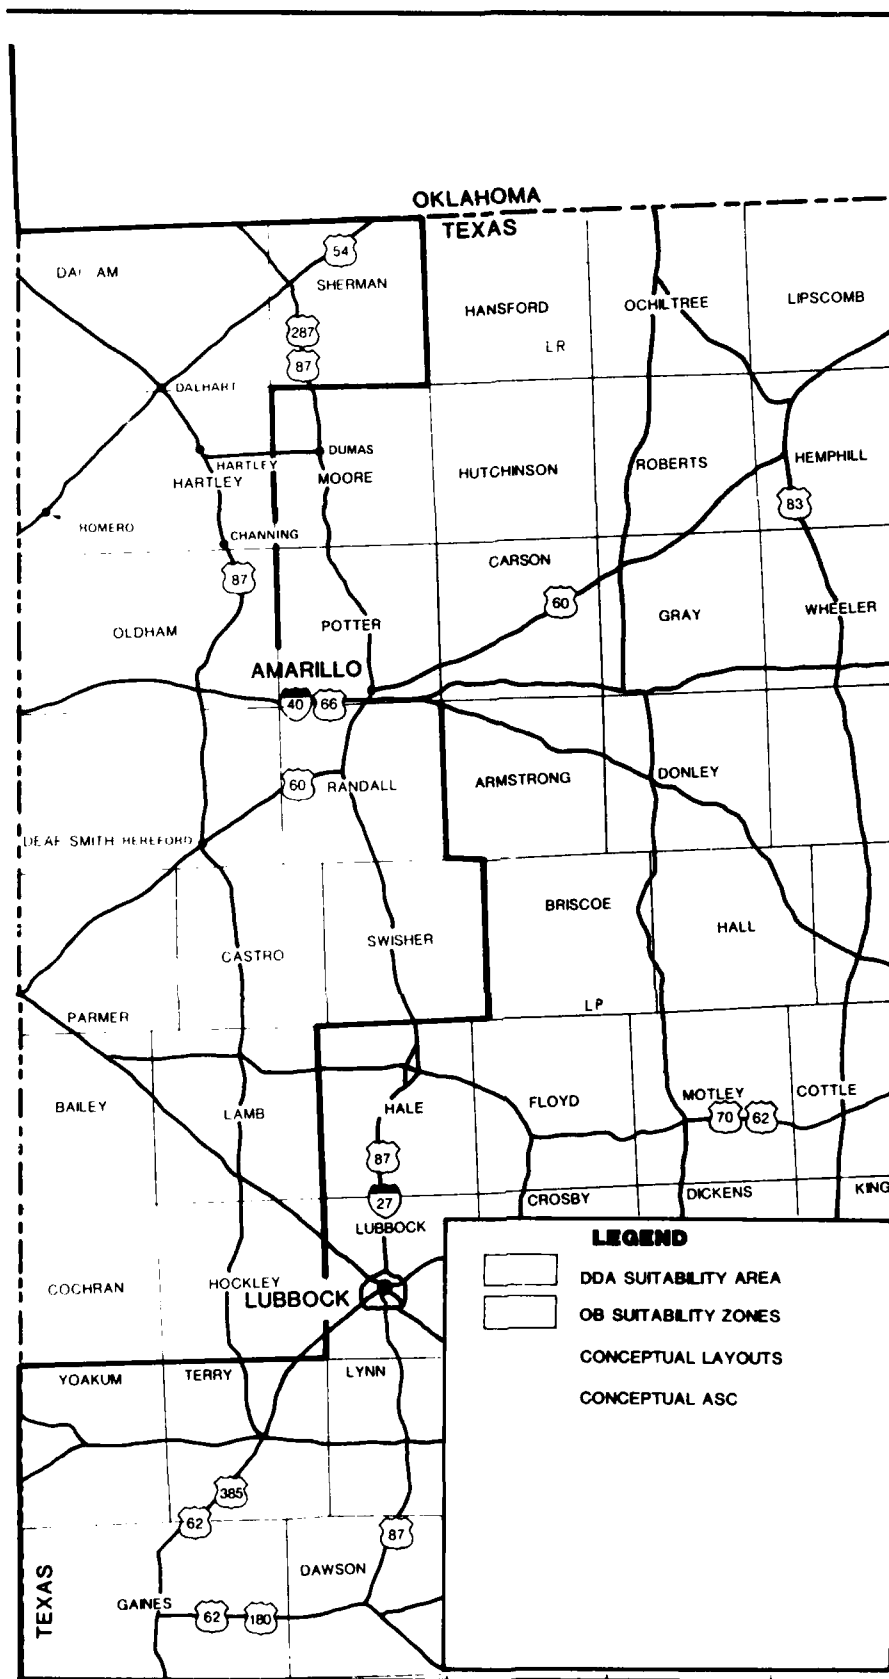 OKLAHOMA
TEXAS
54
SHERMAN
HANSFORD
OCHILTREE
LIPSCOMB
287
LR
87
DALHART
DUMAS
HARTLEY
HARTLEY
MOORE
HUTCHINSON
ROBERTS
HEMPHILL
83
ROMERO
CHANNING
CARSON
87
60
OLDHAM
POTTER
GRAY
WHEELER
AMARILLO
40
66
60
RANDALL
ARMSTRONG
DONLEY
DEAF SMITH
HEREFORD
BRISCOE
HALL
CASTRO
SWISHER
LP
PARMER
BAILEY
LAMB
HALE
FLOYD
MOTLEY
COTTLE
70
62
87
27
CROSBY
DICKENS
KING
LUBBOCK
COCHRAN
HOCKLEY
LUBBOCK
YOAKUM
TERRY
LYNN
385
62
87
DAWSON
GAINES
62
180
TEXAS
LEGEND
DDA SUITABILITY AREA
OB SUITABILITY ZONES
CONCEPTUAL LAYOUTS
CONCEPTUAL ASC